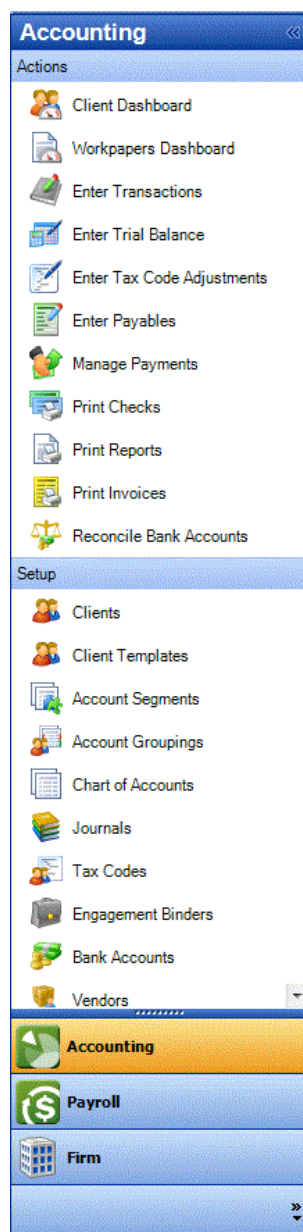 Accounting
Actions
Client Dashboard
Workpapers Dashboard
Enter Transactions
Enter Trial Balance
Enter Tax Code Adjustments
Enter Payables
Manage Payments
Print Checks
Print Reports
Print Invoices
Reconcile Bank Accounts
Setup
Clients
Client Templates
Account Segments
Account Groupings
Chart of Accounts
Journals
Tax Codes
Engagement Binders
Bank Accounts
Vendors
Accounting
Payroll
Firm